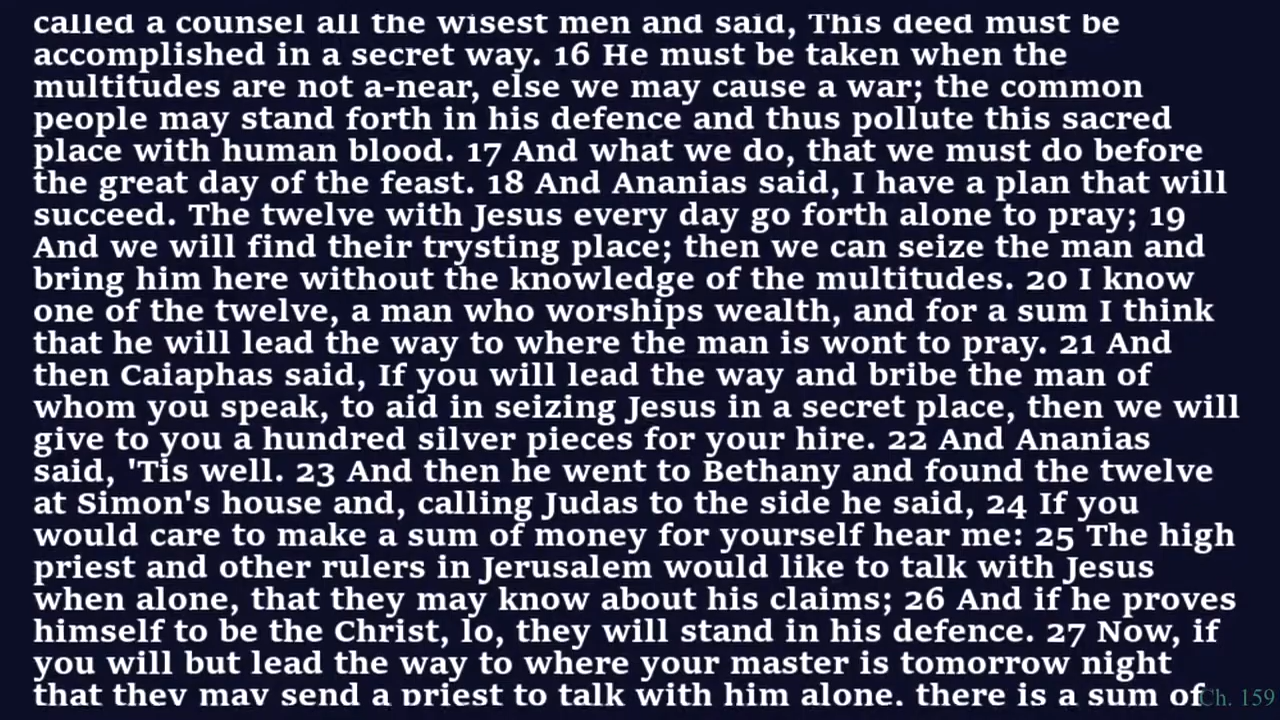 called a counsel all the wisest men and said, This deed must be
accomplished in a secret way. 16 He must be taken when the
multitudes are not a-near, else we may cause a war; the common
people may stand forth in his defence and thus pollute this sacred
place with human blood. 17 And what we do, that we must do before
the great day of the feast. 18 And Ananias said, I have a plan that will
succeed. The twelve with Jesus every day go forth alone to pray; 19
And we will find their trysting place; then we can seize the man and
bring him here without the knowledge of the multitudes. 20 I know
one of the twelve, a man who worships wealth, and for a sum I think
that he will lead the way to where the man is wont to pray. 21 And
then Caiaphas said, If you will lead the way and bribe the man of
whom you speak, to aid in seizing Jesus in a secret place, then we will
give to you a hundred silver pieces for your hire. 22 And Ananias
said, 'Tis well. 23 And then he went to Bethany and found the twelve
at Simon's house and, calling Judas to the side he said, 24 If you
would care to make a sum of money for yourself hear me: 25 The high
priest and other rulers in Jerusalem would like to talk with Jesus
when alone, that they may know about his claims; 26 And if he proves
himself to be the Christ, lo, they will stand in his defence. 27 Now, if
you will but lead the way to where your master is tomorrow night
that they may send a priest to talk with him alone, there is a sum of
Ch. 159